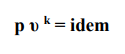 p υ ᵏ = idem